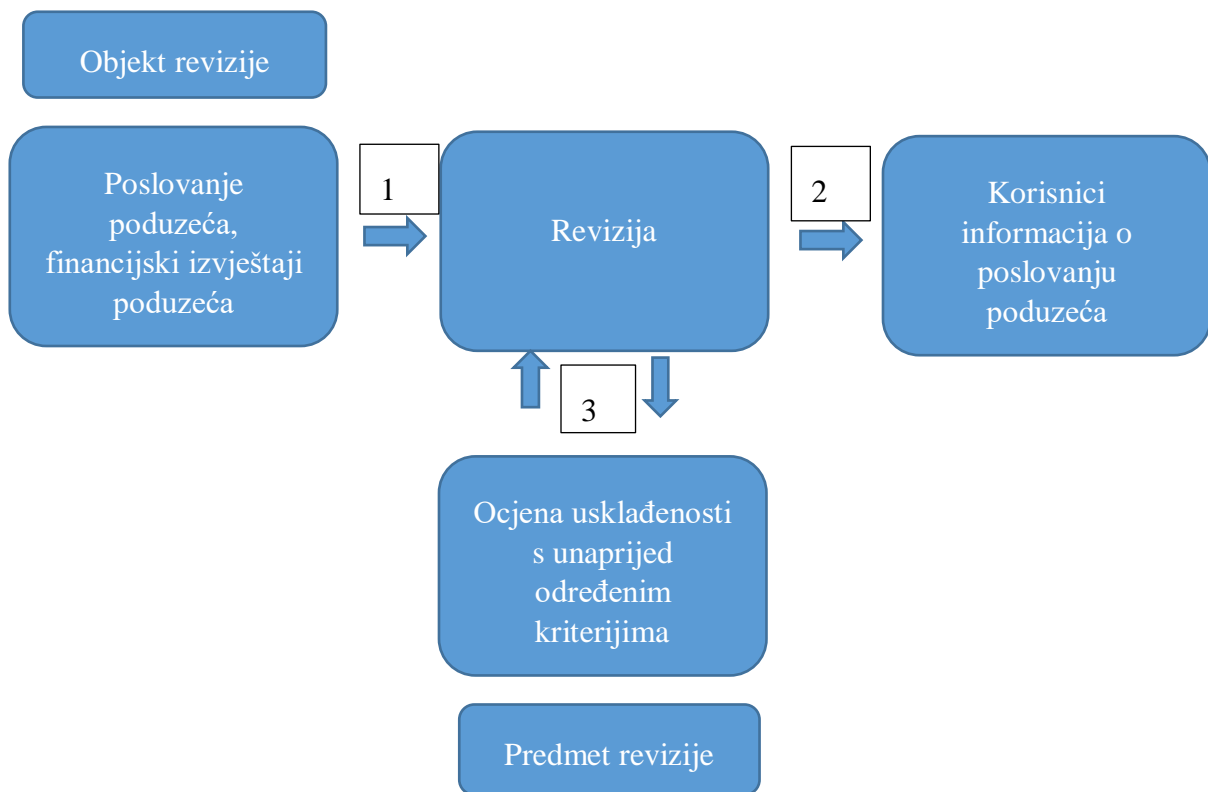 Objekt revizije
Poslovanje
poduzeća,
financijski izvještaji
poduzeća
1
Revizija
2
Korisnici
informacija o
poslovanju
poduzeća
3
Ocjena usklađenosti
s unaprijed
određenim
kriterijima
Predmet revizije